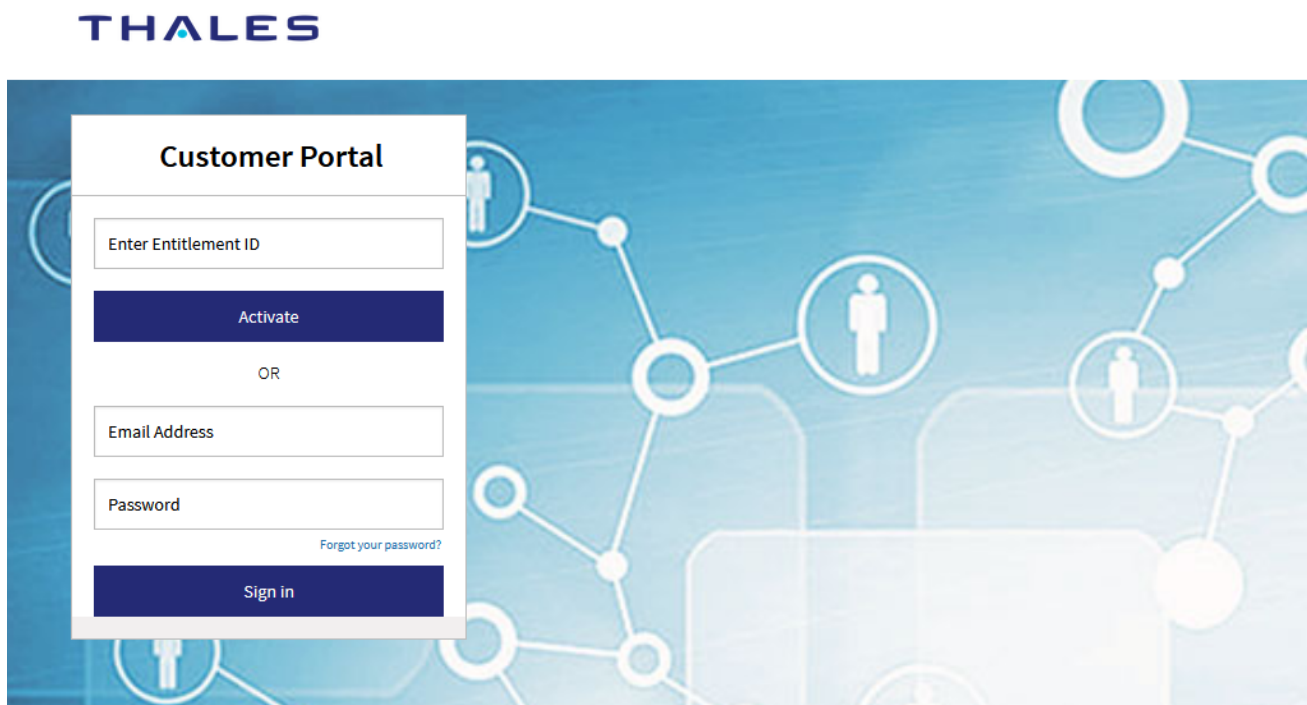 THALES
Customer Portal
Enter Entitlement ID
Activate
OR
Email Address
Password
Forgot your password?
Sign in